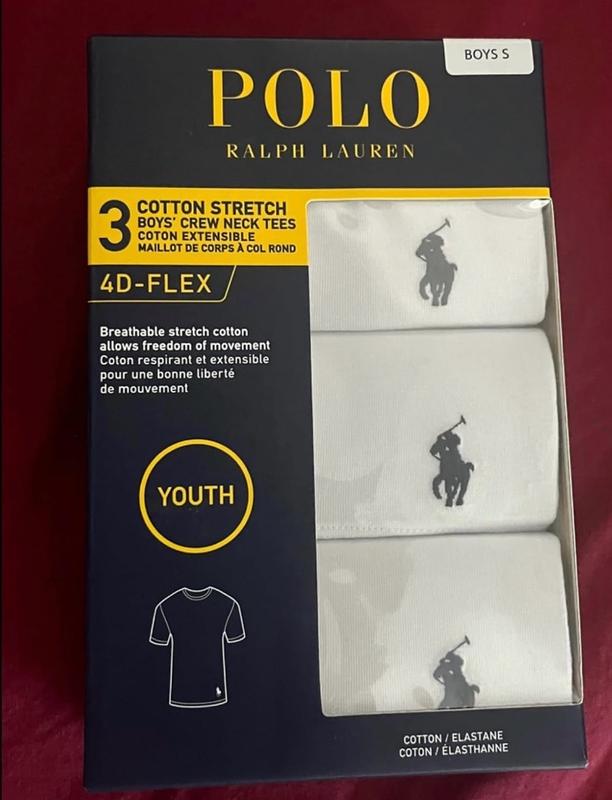 BOYS S
POLO
RALPH LAUREN
3
COTTON STRETCH
BOYS' CREW NECK TEES
COTON EXTENSIBLE
MAILLOT DE CORPS À COL ROND
4D-FLEX
Breathable stretch cotton
allows freedom of movement
Coton respirant et extensible
pour une bonne liberté
de mouvement
YOUTH
COTTON / ELASTANE
COTON / ÉLASTHANNE